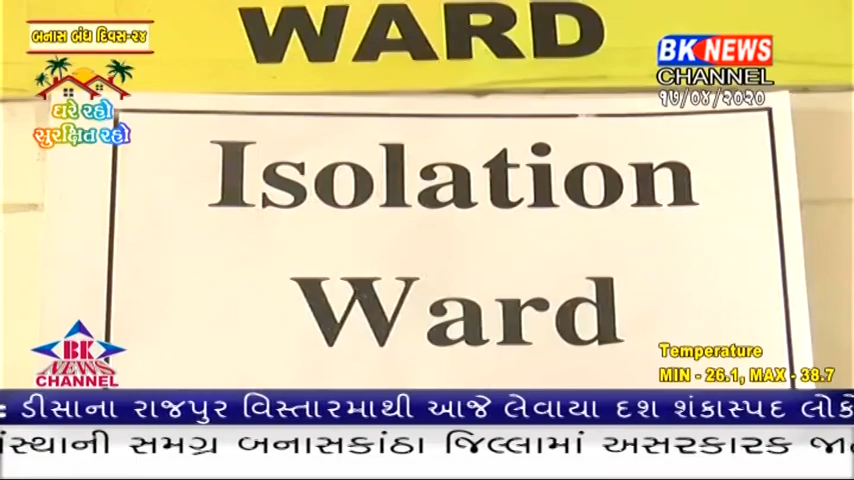 WARD
બનાસ બંધ દિવસ-૨૪
ઘરે રહો
સુરક્ષિત રહો
BK NEWS
CHANNEL
૧૭/૦૪/૨૦૨૦
Isolation
Ward
BK
NEWS
CHANNEL
Temperature
MIN - 26.1, MAX - 38.7
: ડીસાના રાજપુર વિસ્તારમાથી આજે લેવાયા દશ શંકાસ્પદ લોકે
સમગ્ર બનાસકાંઠા જિલ્લામાં અસરકારક